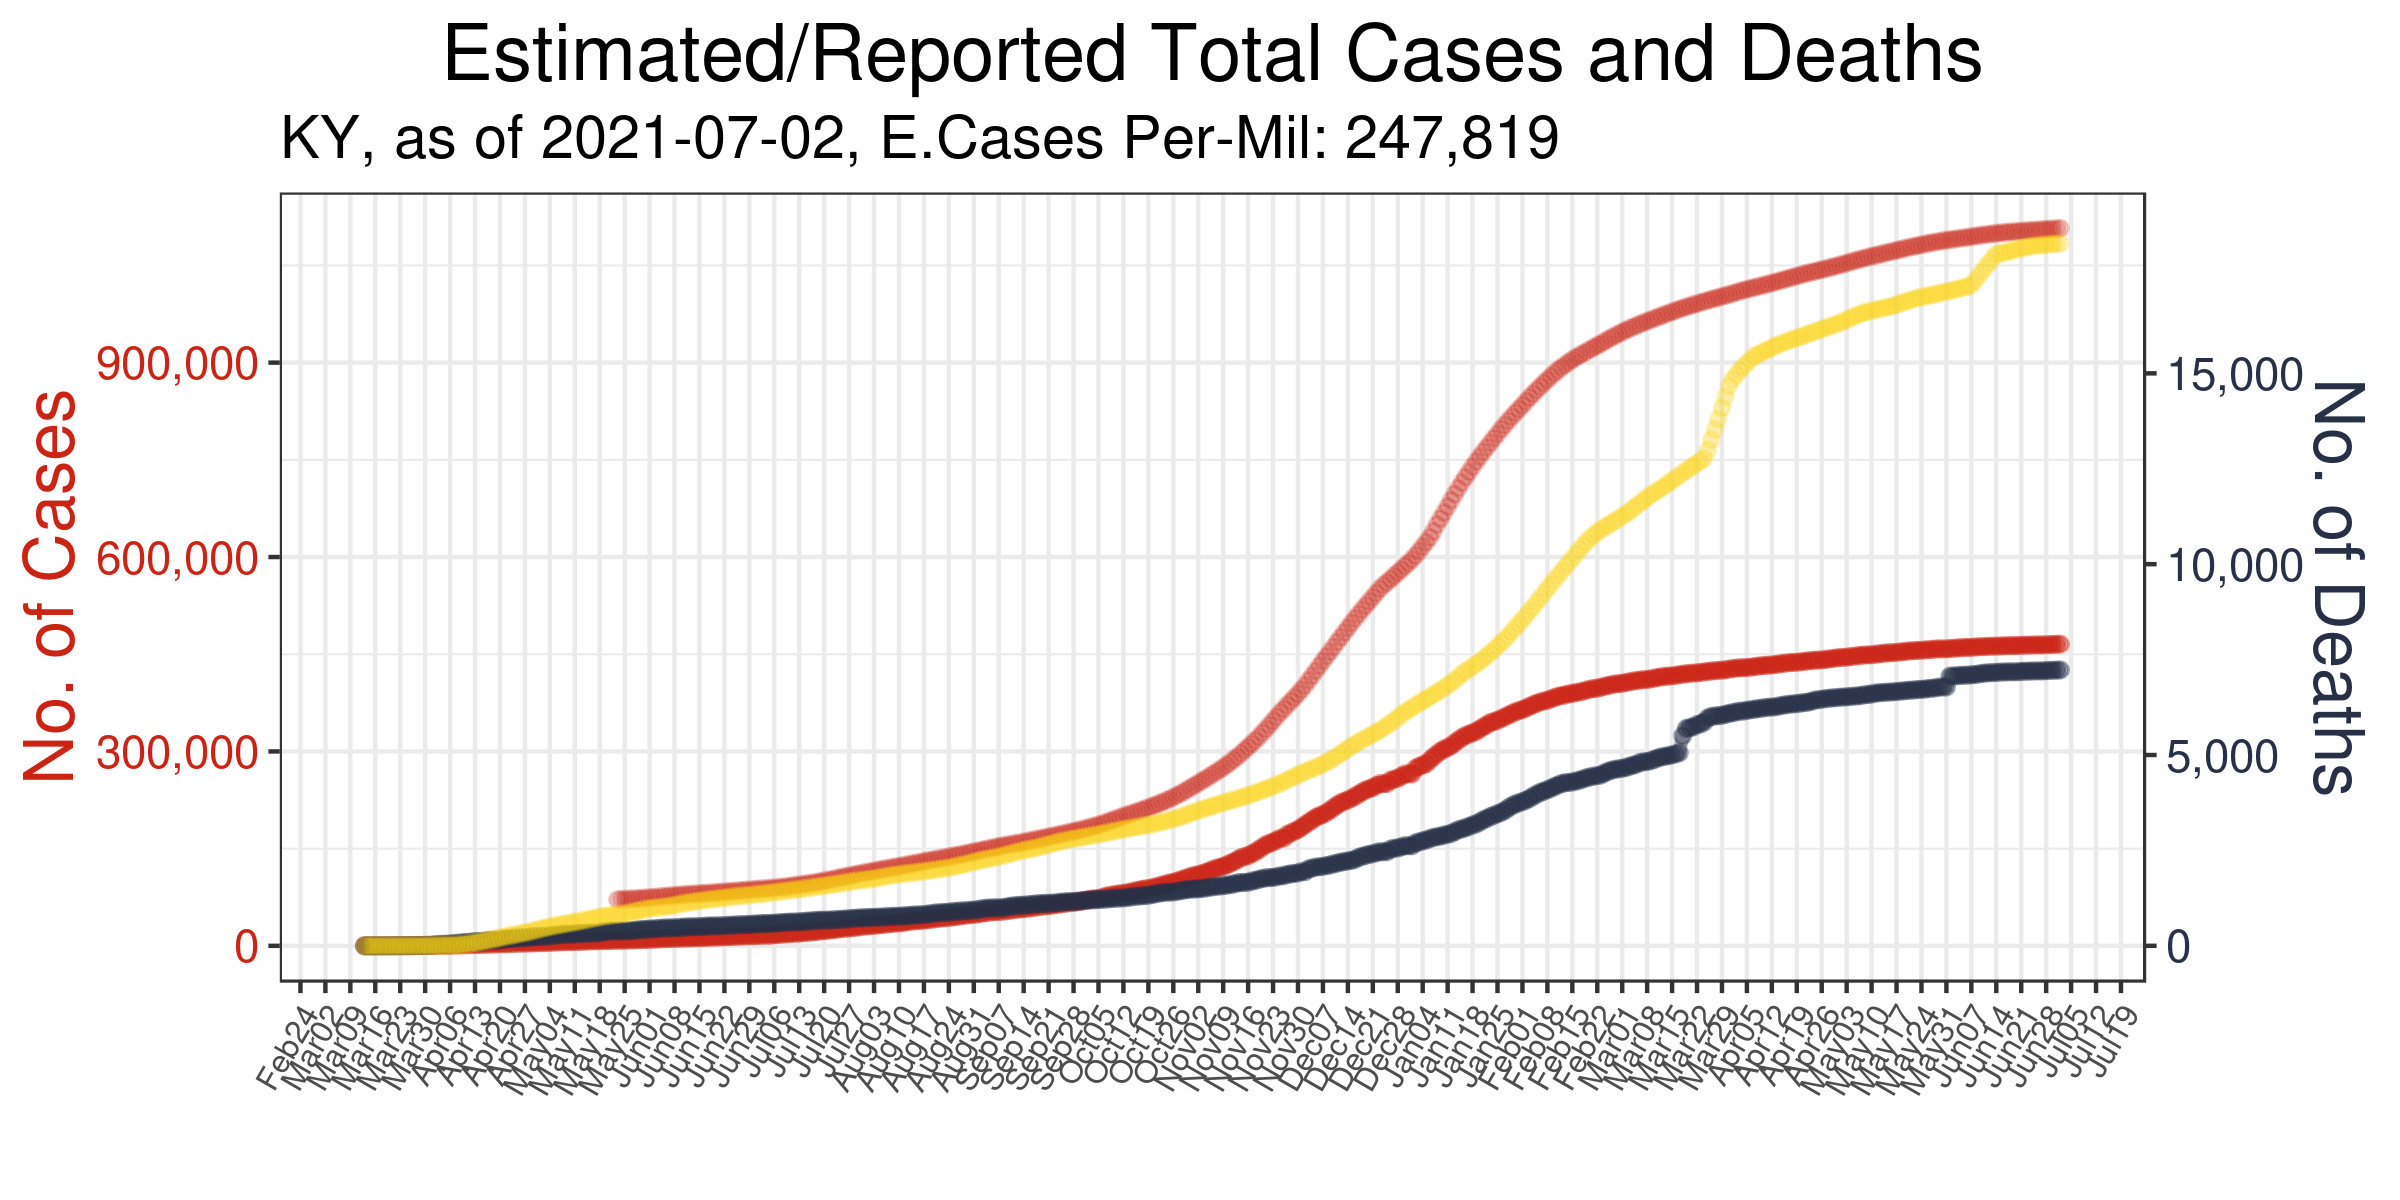 Estimated/Reported Total Cases and Deaths
KY, as of 2021-07-02, E.Cases Per-Mil: 247,819
No. of Cases
900,000
600,000
300,000
0
15,000
10,000
5,000
0
No. of Deaths
Feb24
Mar02
Mar09
Mar16
Mar23
Mar30
Apr06
Apr13
Apr20
Apr27
May04
May11
May18
May25
Jun01
Jun08
Jun15
Jun22
Jun29
Jul06
Jul13
Jul20
Jul27
Aug03
Aug10
Aug17
Aug24
Aug31
Sep07
Sep14
Sep21
Sep28
Oct05
Oct12
Oct19
Oct26
Nov02
Nov09
Nov16
Nov23
Nov30
Dec07
Dec14
Dec21
Dec28
Jan04
Jan11
Jan18
Jan25
Feb01
Feb08
Feb15
Feb22
Mar01
Mar08
Mar15
Mar22
Mar29
Apr05
Apr12
Apr19
Apr26
May03
May10
May17
May24
May31
Jun07
Jun14
Jun21
Jun28
Jul05
Jul12
Jul19